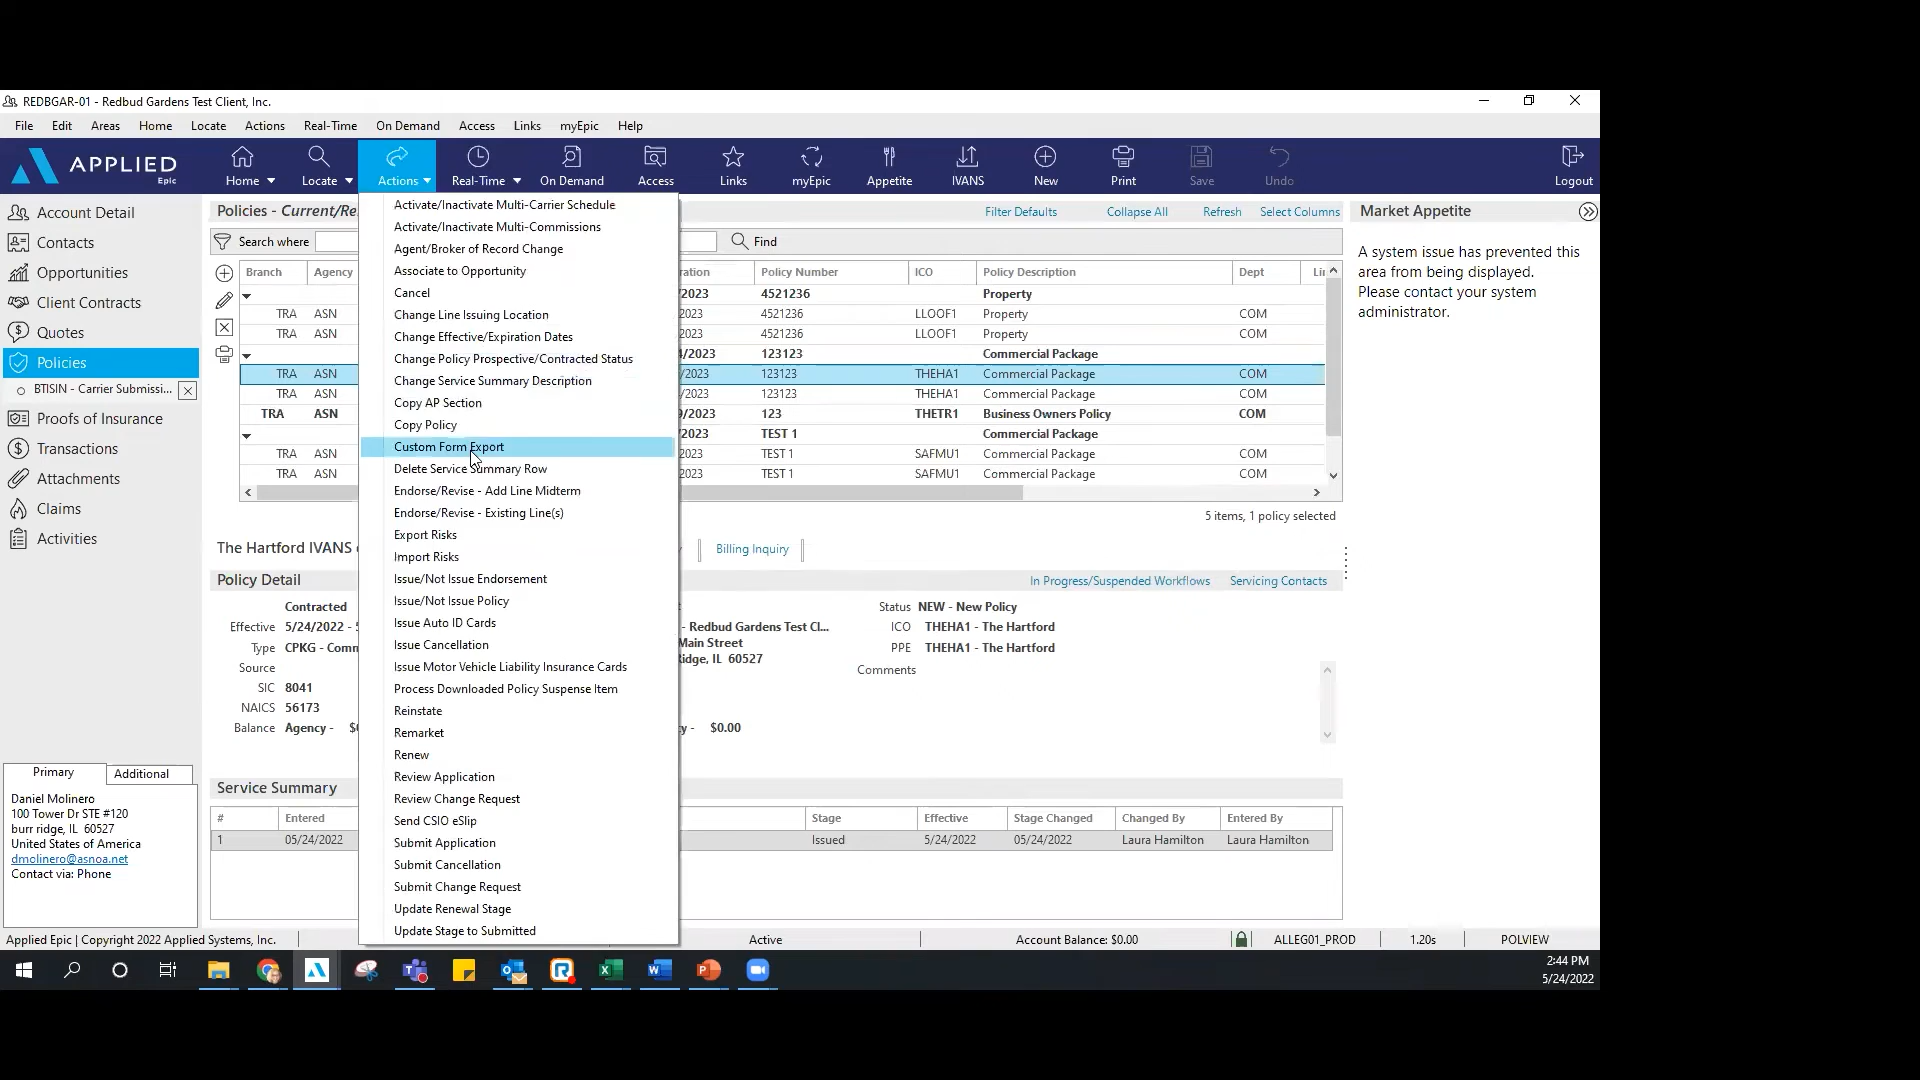 REDBGAR-01 - Redbud Gardens Test Client, Inc.
File Edit Areas Home Locate Actions Real-Time On Demand Access Links myEpic Help
APPLIED
Epic
Home Locate Actions Real-Time On Demand Access Links myEpic Appetite IVANS New Print Save Undo Logout
Account Detail
Contacts
Opportunities
Client Contracts
Quotes
Policies
BTISIN - Carrier Submissi...
Proofs of Insurance
Transactions
Attachments
Claims
Activities
Primary Additional
Daniel Molinero
100 Tower Dr STE #120
burr ridge, IL 60527
United States of America
dmolinero@asnoa.net
Contact via: Phone
Policies - Current/Re
Filter Defaults Collapse All Refresh Select Columns
Search where
Find
Branch Agency
TRA ASN
TRA ASN
TRA ASN
TRA ASN
TRA ASN
TRA ASN
TRA ASN
Activate/Inactivate Multi-Carrier Schedule
Activate/Inactivate Multi-Commissions
Agent/Broker of Record Change
Associate to Opportunity
Cancel
Change Line Issuing Location
Change Effective/Expiration Dates
Change Policy Prospective/Contracted Status
Change Service Summary Description
Copy AP Section
Copy Policy
Custom Form Export
Delete Service Summary Row
Endorse/Revise - Add Line Midterm
Endorse/Revise - Existing Line(s)
Export Risks
Import Risks
Issue/Not Issue Endorsement
Issue/Not Issue Policy
Issue Auto ID Cards
Issue Cancellation
Issue Motor Vehicle Liability Insurance Cards
Process Downloaded Policy Suspense Item
Reinstate
Remarket
Renew
Review Application
Review Change Request
Send CSIO eSlip
Submit Application
Submit Cancellation
Submit Change Request
Update Renewal Stage
Update Stage to Submitted
ration Policy Number ICO Policy Description Dept Lin
/2023 4521236 Property
2023 4521236 LLOOF1 Property COM
2023 4521236 LLOOF1 Property COM
4/2023 123123 Commercial Package
/2023 123123 THEHA1 Commercial Package COM
2023 123123 THEHA1 Commercial Package COM
9/2023 123 THETR1 Business Owners Policy COM
/2023 TEST 1 Commercial Package
2023 TEST 1 SAFMU1 Commercial Package COM
2023 TEST 1 SAFMU1 Commercial Package COM
5 items, 1 policy selected
The Hartford IVANS
Billing Inquiry
Policy Detail
In Progress/Suspended Workflows Servicing Contacts
Contracted
Effective 5/24/2022 -
Type CPKG - Comm
Source
SIC 8041
NAICS 56173
Balance Agency -
- Redbud Gardens Test Cl...
Main Street
Ridge, IL 60527
cy - $0.00
Status NEW - New Policy
ICO THEHA1 - The Hartford
PPE THEHA1 - The Hartford
Comments
Service Summary
# Entered Stage Effective Stage Changed Changed By Entered By
1 05/24/2022 Issued 5/24/2022 05/24/2022 Laura Hamilton Laura Hamilton
Market Appetite
A system issue has prevented this
area from being displayed.
Please contact your system
administrator.
Applied Epic | Copyright 2022 Applied Systems, Inc. Active Account Balance: $0.00 ALLEG01_PROD 1.20s POLVIEW
2:44 PM
5/24/2022